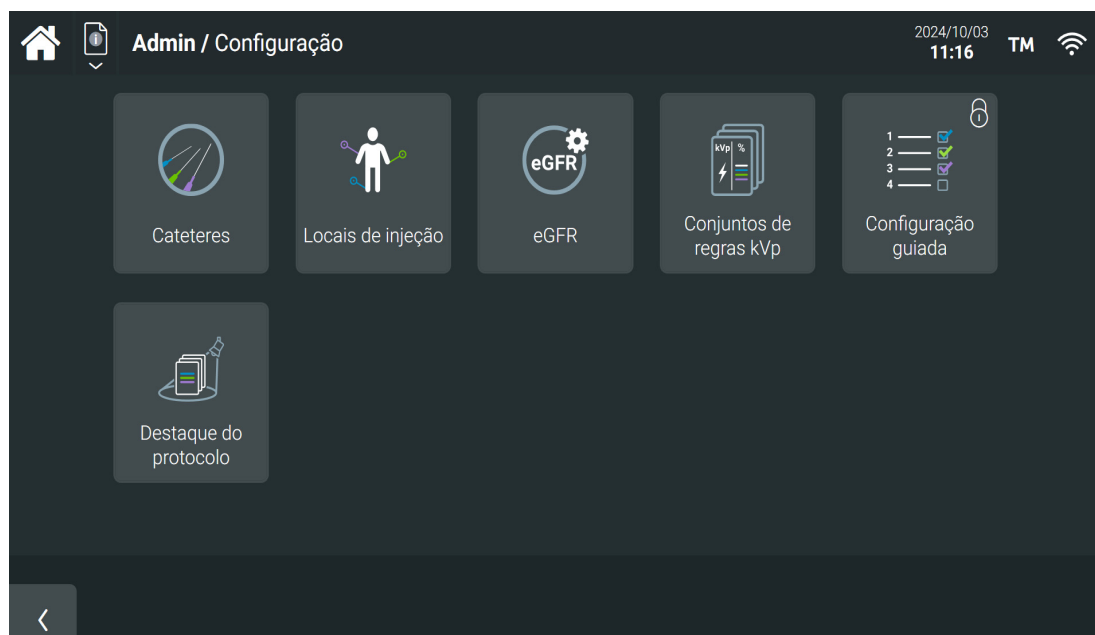 Admin / Configuração
2024/10/03
11:16
TM
Cateteres
Locais de injeção
eGFR
eGFR
kVp %
Conjuntos de
regras kVp
1
2
3
4
Configuração
guiada
Destaque do
protocolo